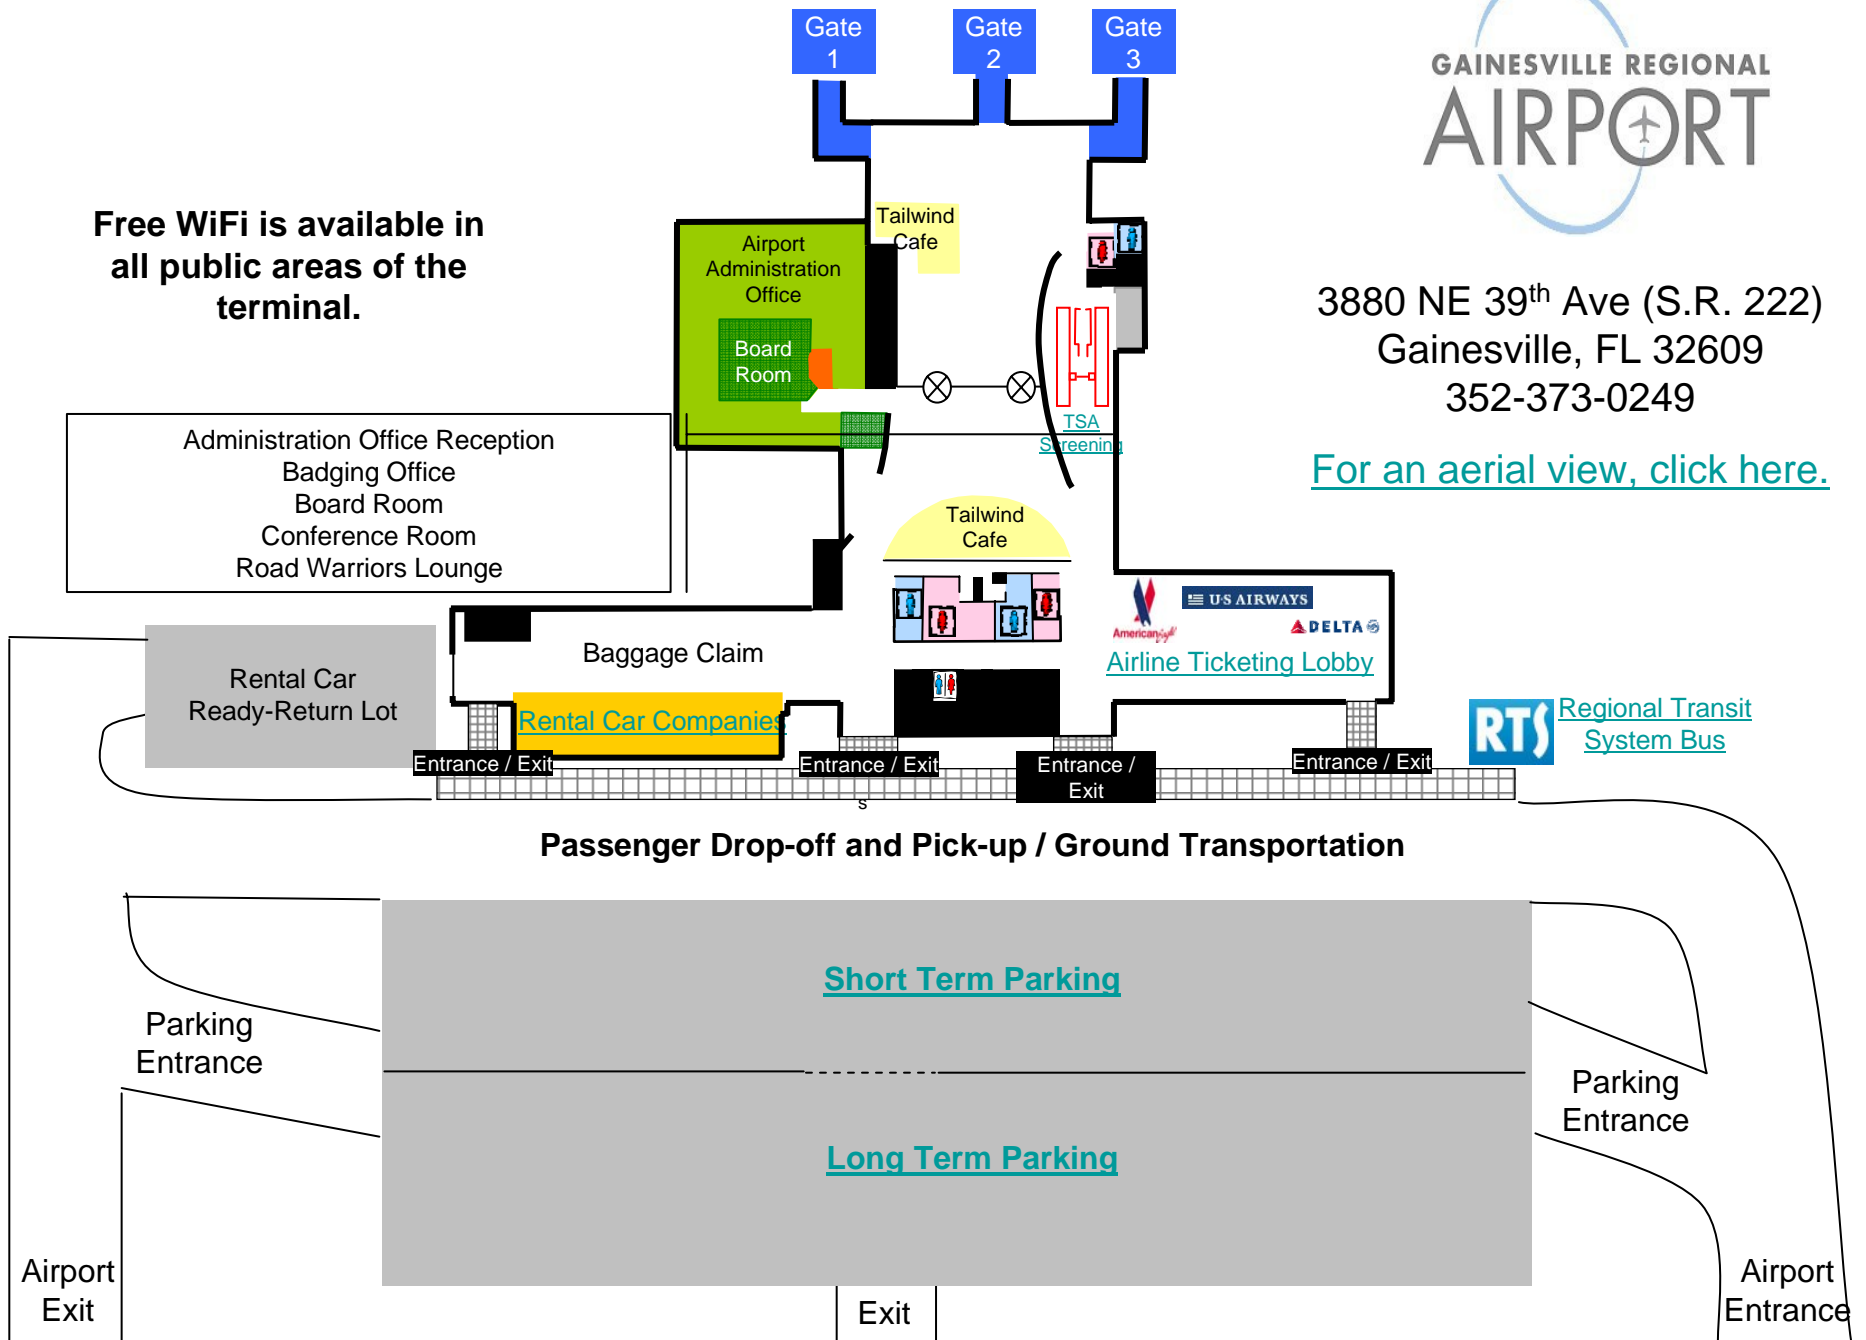 Gate
1
Gate
2
Gate
3
GAINESVILLE REGIONAL
AIRPORT
Free WiFi is available in
all public areas of the
terminal.
Tailwind
Cafe
Airport
Administration
Office
Board
Room
3880 NE 39th Ave (S.R. 222)
Gainesville, FL 32609
352-373-0249
For an aerial view, click here.
TSA
Screening
Administration Office Reception
Badging Office
Board Room
Conference Room
Road Warriors Lounge
Tailwind
Cafe
U·S AIRWAYS
DELTA
American
Airline Ticketing Lobby
Baggage Claim
Rental Car
Ready-Return Lot
Rental Car Companies
RTS
Regional Transit
System Bus
Entrance / Exit
Entrance / Exit
Entrance /
Exit
Entrance / Exit
s
Passenger Drop-off and Pick-up / Ground Transportation
Short Term Parking
Parking
Entrance
Parking
Entrance
Long Term Parking
Airport
Exit
Exit
Airport
Entrance